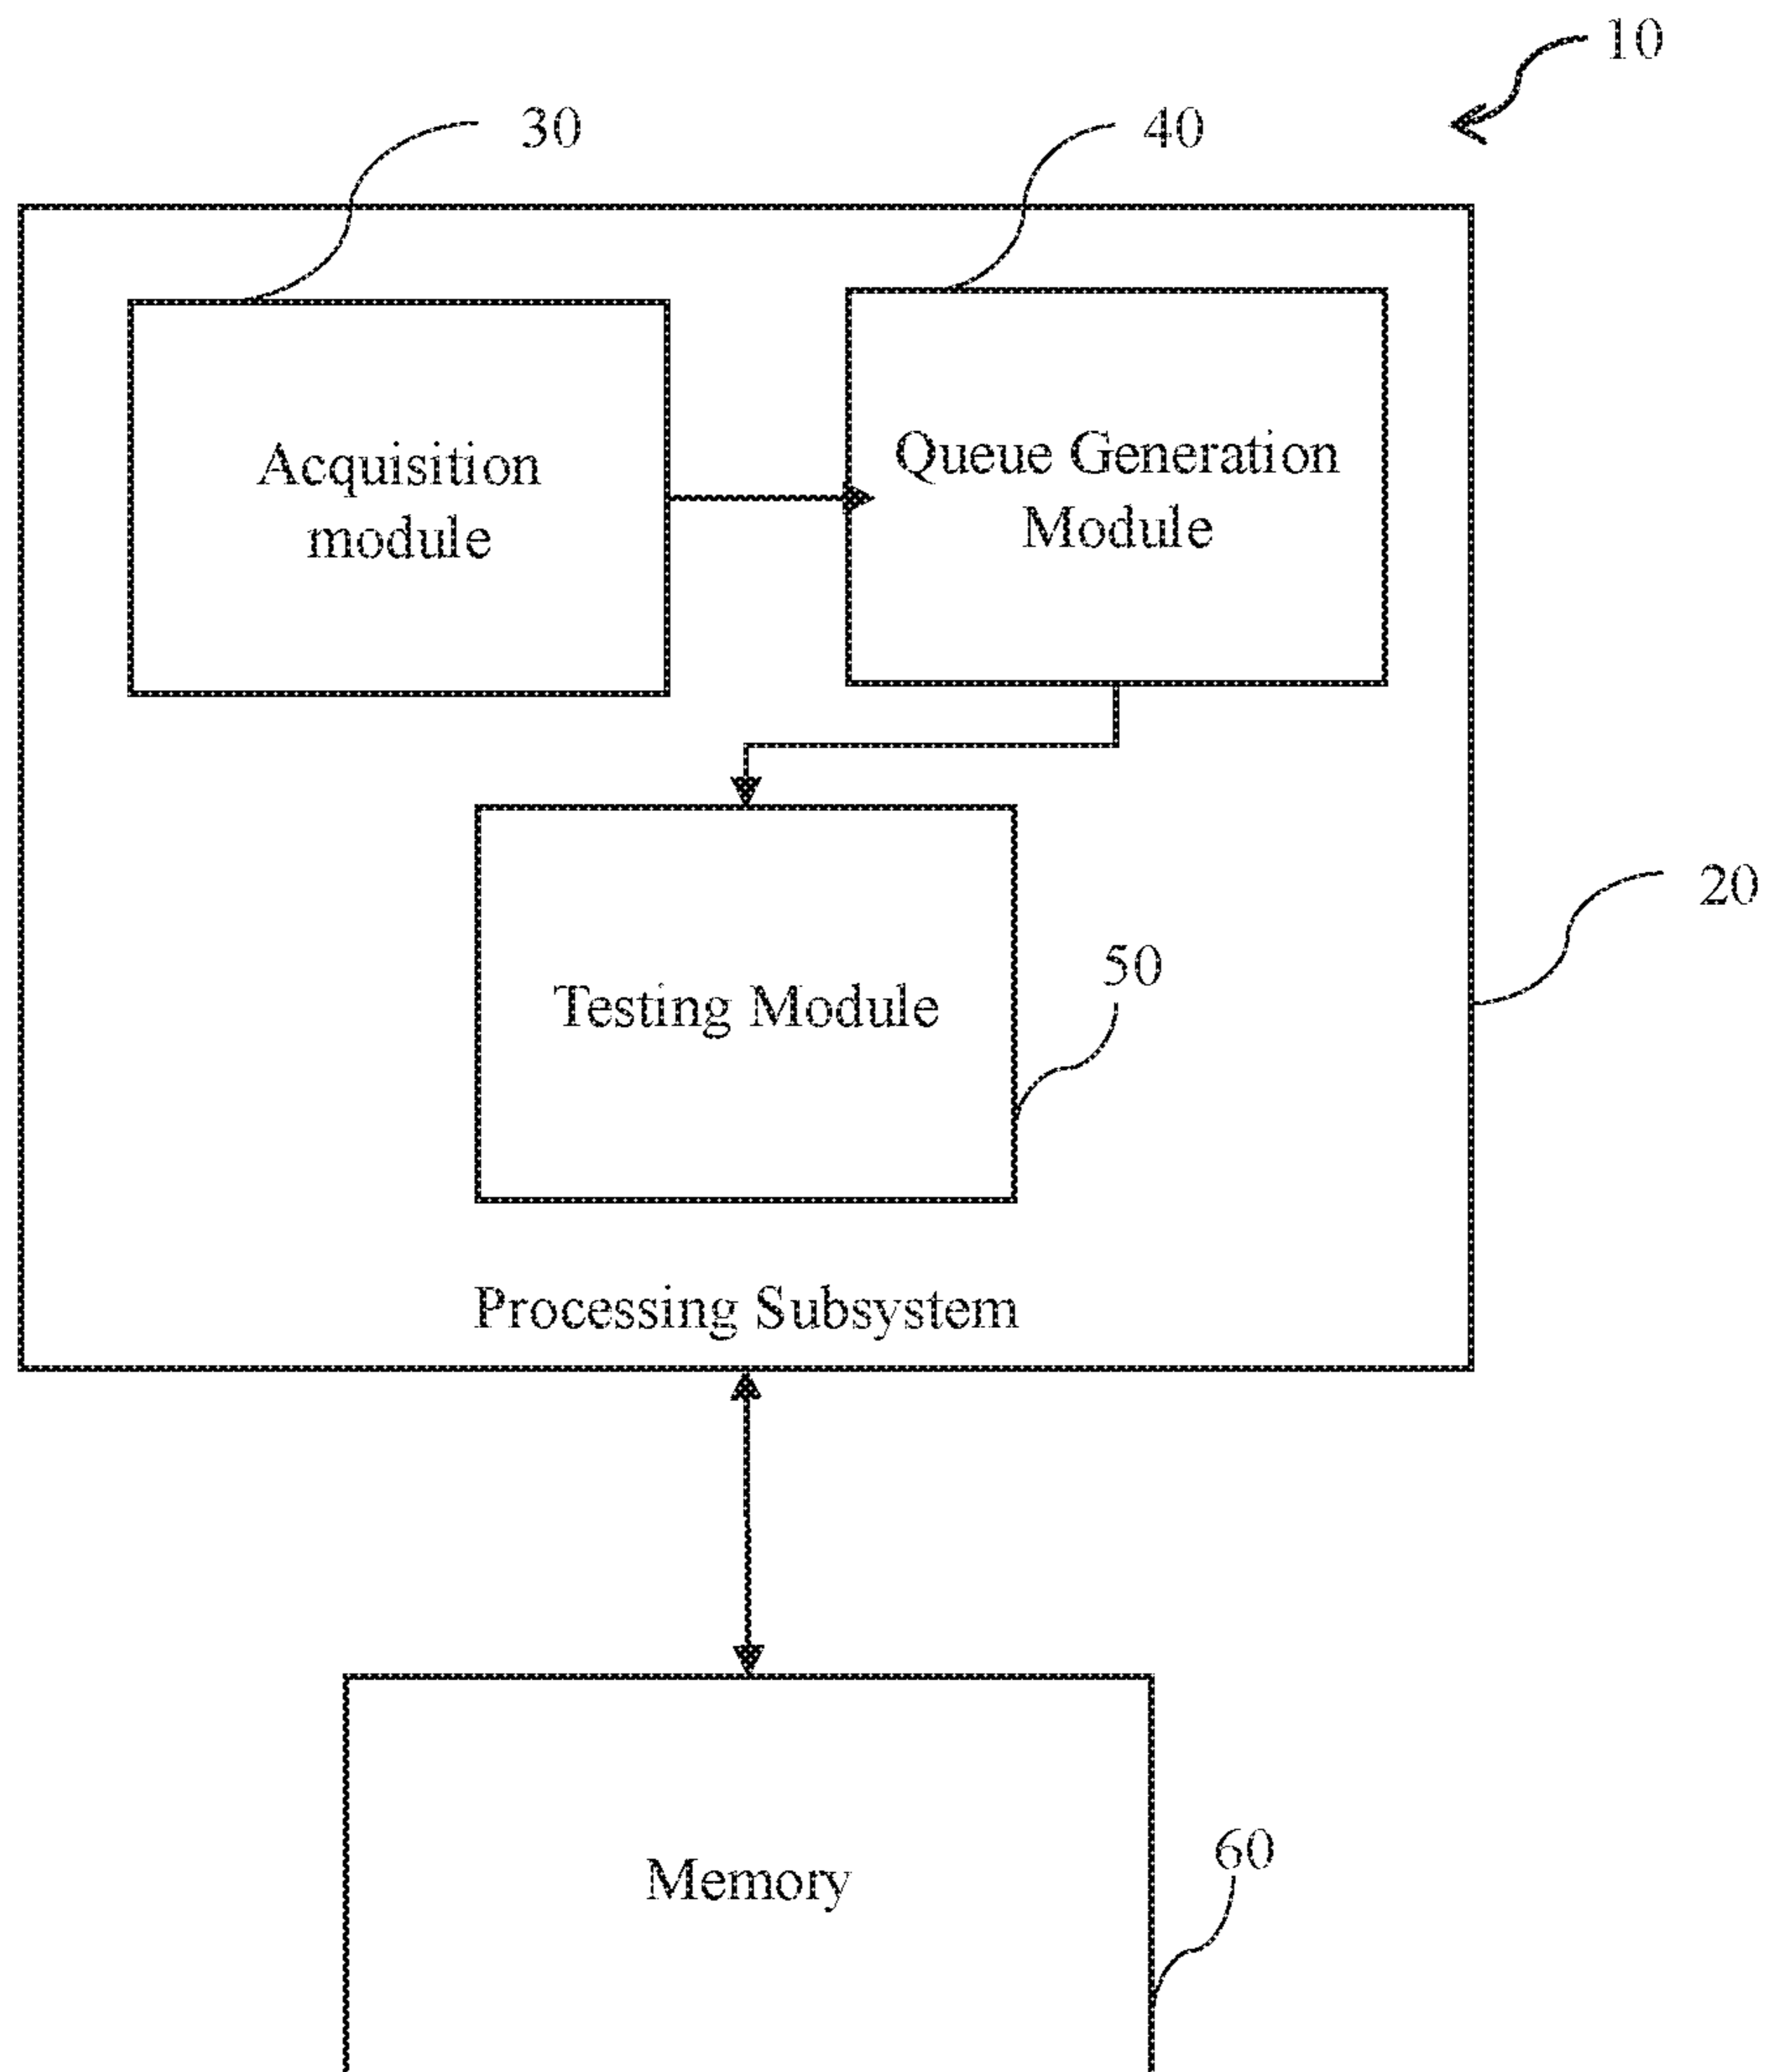 10
30
40
Acquisition
module
Queue Generation
Module
20
50
Testing Module
Processing Subsystem
60
Memory